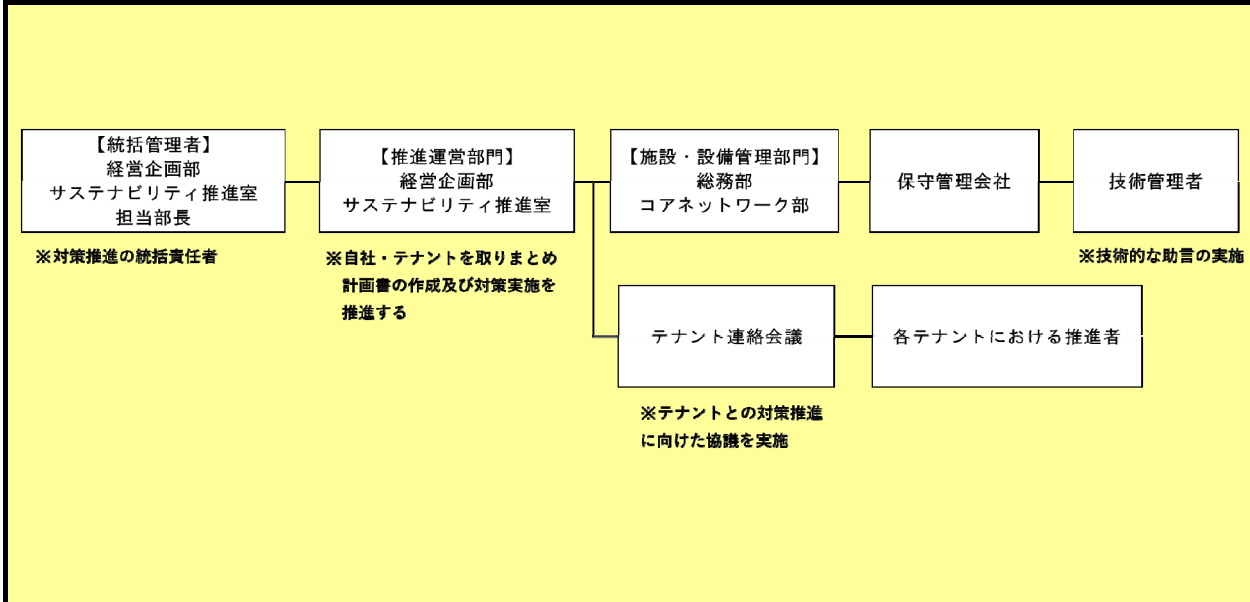 【統括管理者】
経営企画部
サステナビリティ推進室
担当部長
※対策推進の統括責任者
【推進運営部門】
経営企画部
サステナビリティ推進室
※自社・テナントを取りまとめ
計画書の作成及び対策実施を
推進する
【施設・設備管理部門】
総務部
コアネットワーク部
保守管理会社
技術管理者
※技術的な助言の実施
テナント連絡会議
※テナントとの対策推進
に向けた協議を実施
各テナントにおける推進者